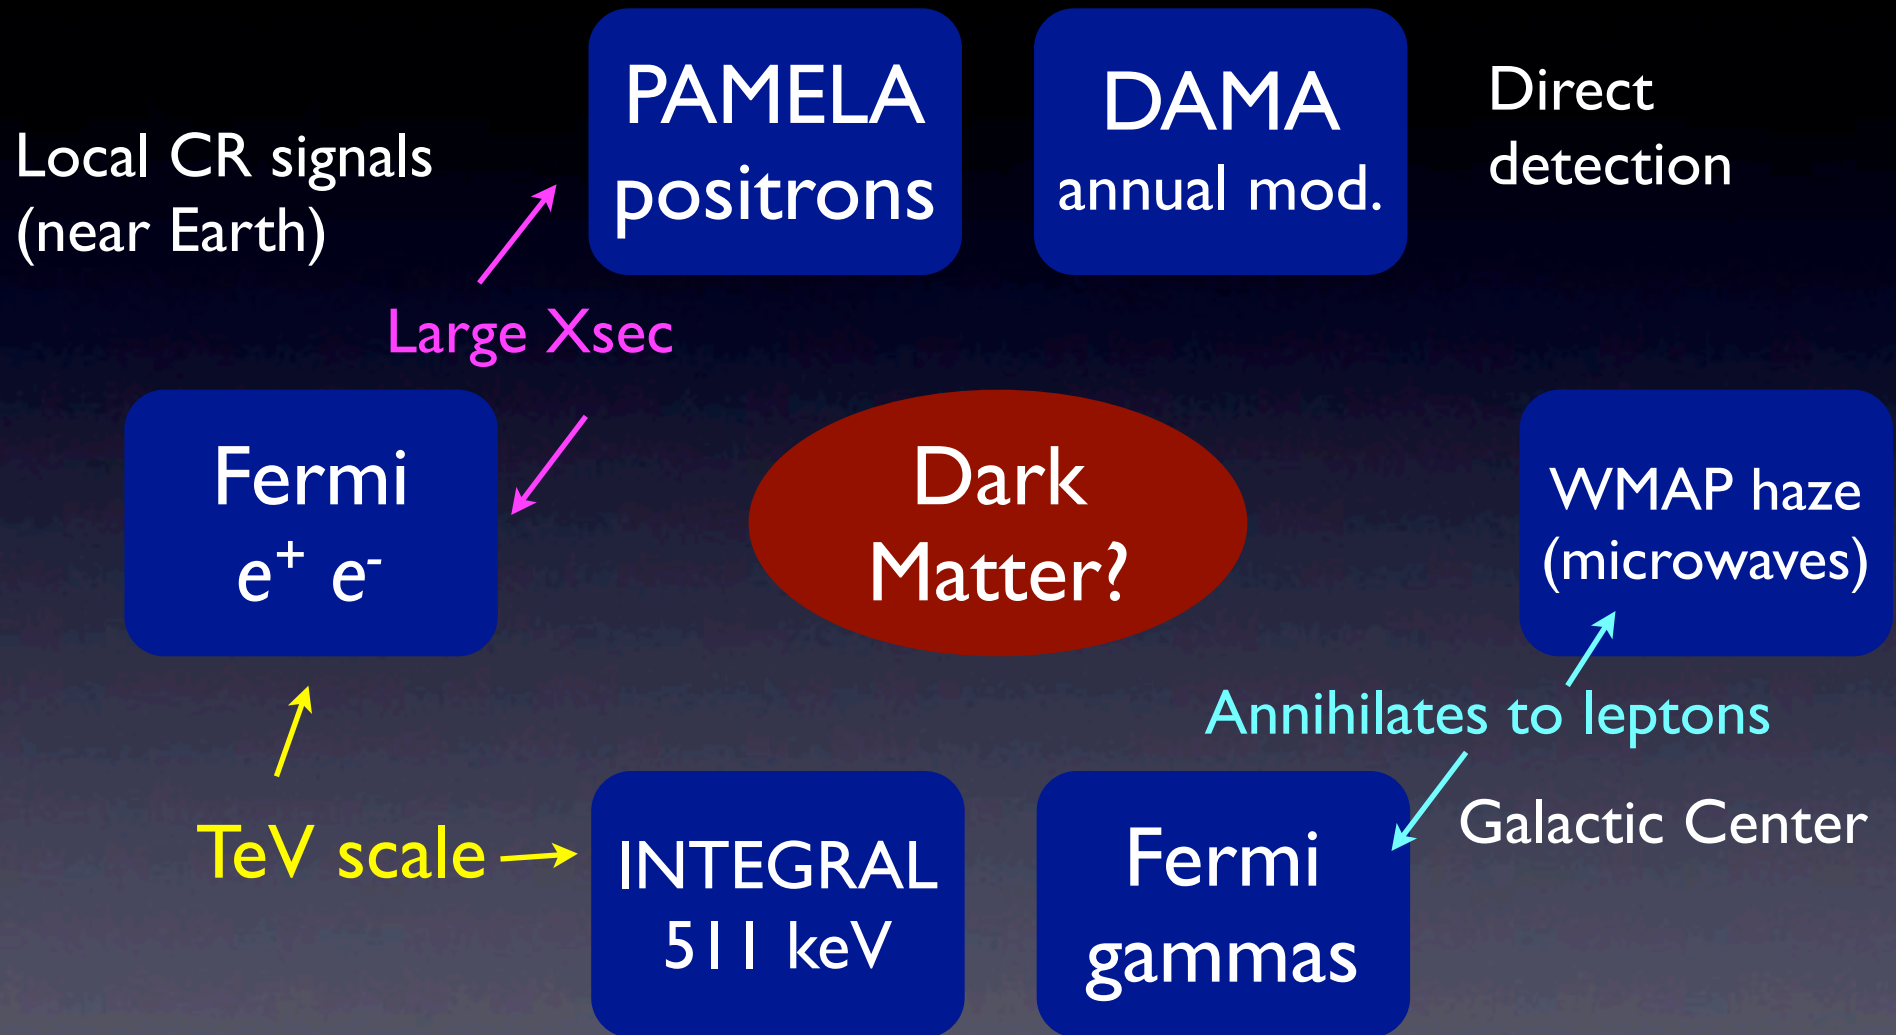 PAMELA
positrons
DAMA
annual mod.
Direct
detection
Local CR signals
(near Earth)
Large Xsec
Fermi
e⁺ e⁻
Dark
Matter?
WMAP haze
(microwaves)
Annihilates to leptons
TeV scale
INTEGRAL
511 keV
Fermi
gammas
Galactic Center